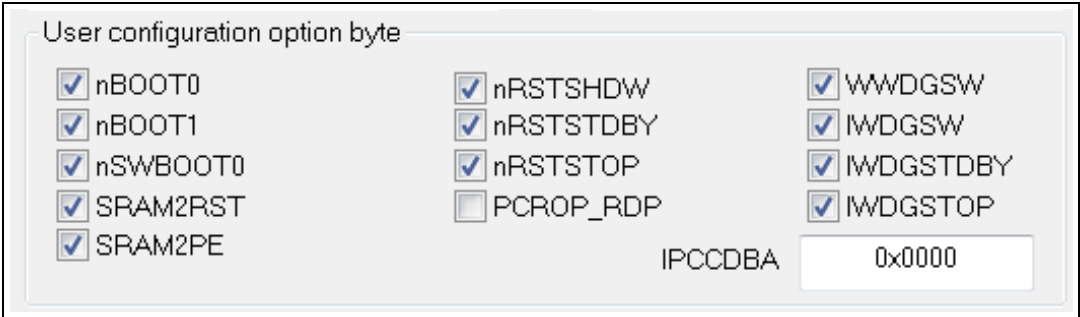 User configuration option byte
nBOOT0
nBOOT1
nSWBOOT0
SRAM2RST
SRAM2PE
nRSTSHDW
nRSTSTDBY
nRSTSTOP
PCROP_RDP
WWDGSW
IWDGSW
IWDGSTDBY
IWDGSTOP
IPCCDBA 0x0000